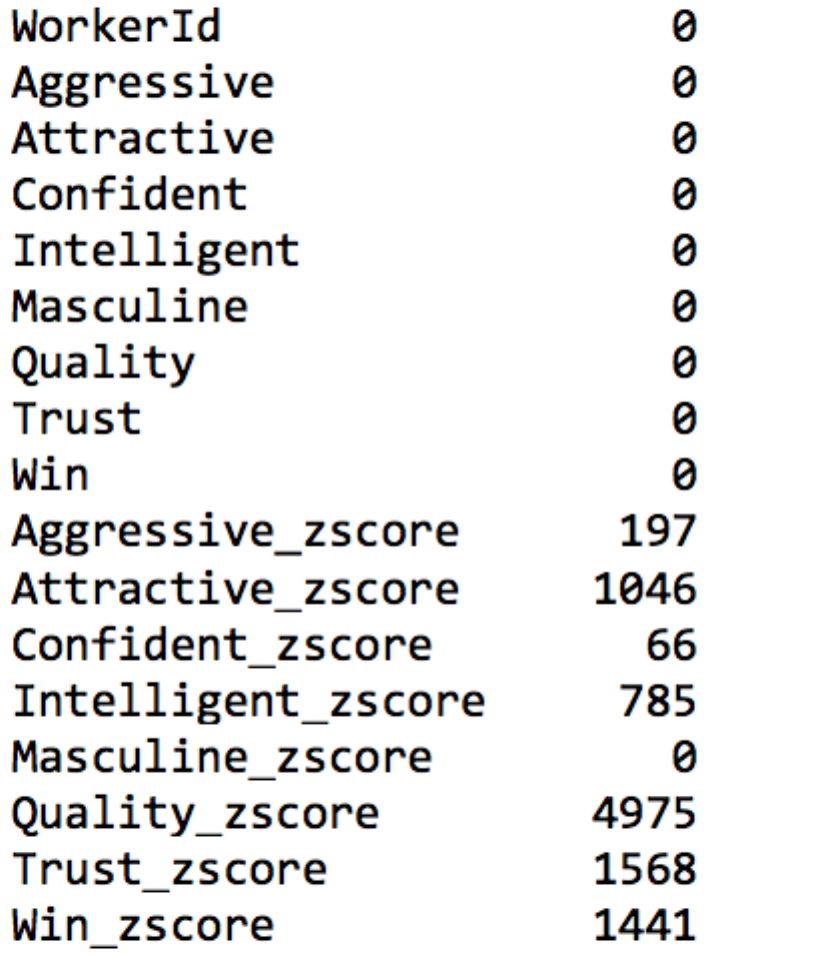 WorkerId 0
Aggressive 0
Attractive 0
Confident 0
Intelligent 0
Masculine 0
Quality 0
Trust 0
Win 0
Aggressive_zscore 197
Attractive_zscore 1046
Confident_zscore 66
Intelligent_zscore 785
Masculine_zscore 0
Quality_zscore 4975
Trust_zscore 1568
Win_zscore 1441